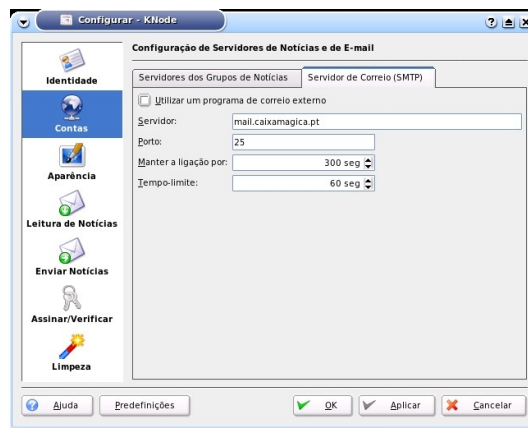 Configurar - KNode
Identidade
Contas
Aparência
Leitura de Notícias
Enviar Notícias
Assinar/Verificar
Limpeza
Configuração de Servidores de Notícias e de E-mail
Servidores dos Grupos de Notícias
Servidor de Correio (SMTP)
Utilizar um programa de correio externo
Servidor: mail.caixamagica.pt
Porto: 25
Manter a ligação por: 300 seg
Tempo-limite: 60 seg
Ajuda
Predefinições
OK
Aplicar
Cancelar